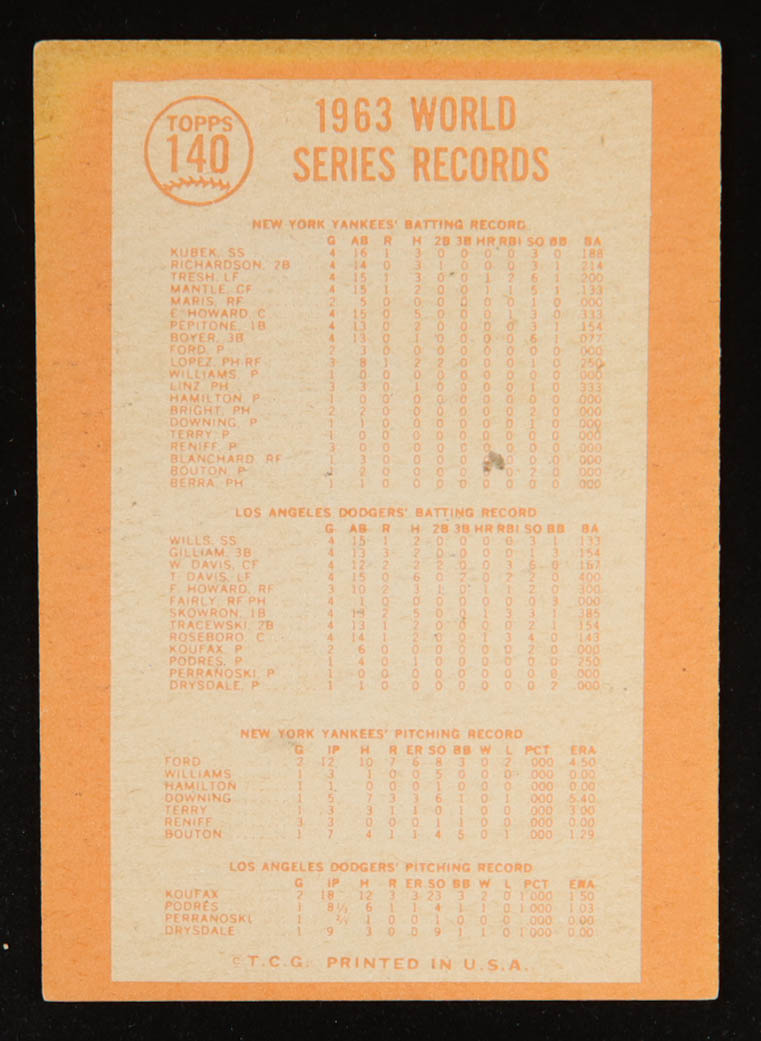 TOPPS
140
1963 WORLD
SERIES RECORDS
NEW YORK YANKEES' BATTING RECORD
G AB R H 2B 3B HR RBI SO BB BA
KUBEK, SS 4 16 1 3 0 0 0 0 3 0 .188
RICHARDSON, 2B 4 14 0 3 1 0 0 0 3 1 .214
TRESH, LF 4 15 1 3 0 0 1 2 6 1 .200
MANTLE, CF 4 15 1 2 0 0 1 1 5 1 .133
MARIS, RF 2 5 0 0 0 0 0 0 1 0 .000
E. HOWARD, C 4 15 0 5 0 0 0 1 3 0 .333
PEPITONE, 1B 4 13 0 2 0 0 0 0 3 1 .154
BOYER, 3B 4 13 0 1 0 0 0 0 6 1 .077
FORD, P 2 3 0 0 0 0 0 0 0 0 .000
LOPEZ, PH-RF 3 8 1 2 2 0 0 0 1 0 .250
WILLIAMS, P 1 0 0 0 0 0 0 0 0 0 .000
LINZ, PH 3 3 0 1 0 0 0 0 1 0 .333
HAMILTON, P 1 0 0 0 0 0 0 0 0 0 .000
BRIGHT, PH 2 2 0 0 0 0 0 0 2 0 .000
DOWNING, P 1 1 0 0 0 0 0 0 1 0 .000
TERRY, P 1 0 0 0 0 0 0 0 0 0 .000
RENIFF, P 3 0 0 0 0 0 0 0 0 0 .000
BLANCHARD, RF 1 3 0 0 0 0 0 0 0 0 .000
BOUTON, P 1 2 0 0 0 0 0 0 2 0 .000
BERRA, PH 1 1 0 0 0 0 0 0 0 0 .000
LOS ANGELES DODGERS' BATTING RECORD
G AB R H 2B 3B HR RBI SO BB BA
WILLS, SS 4 15 1 2 0 0 0 0 3 1 .133
GILLIAM, 3B 4 13 3 2 0 0 0 0 1 3 .154
W. DAVIS, CF 4 12 2 2 2 0 0 3 6 0 .167
T. DAVIS, LF 4 15 0 6 0 2 0 2 2 0 .400
F. HOWARD, RF 3 10 2 3 1 0 1 1 2 0 .300
FAIRLY, RF-PH 4 1 0 0 0 0 0 0 0 3 .000
SKOWRON, 1B 4 13 2 5 0 0 1 3 3 1 .385
TRACEWSKI, 2B 4 13 1 2 0 0 0 0 2 1 .154
ROSEBORO, C 4 14 1 2 0 0 1 3 4 0 .143
KOUFAX, P 2 6 0 0 0 0 0 0 2 0 .000
PODRES, P 1 4 0 1 0 0 0 0 0 0 .250
PERRANOSKI, P 1 0 0 0 0 0 0 0 0 0 .000
DRYSDALE, P 1 1 0 0 0 0 0 0 0 2 .000
NEW YORK YANKEES' PITCHING RECORD
G IP H R ER SO BB W L PCT ERA
FORD 2 12 10 7 6 8 3 0 2 .000 4.50
WILLIAMS 1 3 1 0 0 5 0 0 0 .000 0.00
HAMILTON 1 1 0 0 0 1 0 0 0 .000 0.00
DOWNING 1 5 7 3 3 6 1 0 1 .000 5.40
TERRY 1 3 3 1 1 0 1 0 0 .000 3.00
RENIFF 3 3 0 0 0 1 1 0 0 .000 0.00
BOUTON 1 7 4 1 1 4 5 0 1 .000 1.29
LOS ANGELES DODGERS' PITCHING RECORD
G IP H R ER SO BB W L PCT ERA
KOUFAX 2 18 12 3 3 23 3 2 0 1.000 1.50
PODRES 1 8⅓ 6 1 1 4 1 1 0 1.000 1.03
PERRANOSKI 1 ⅔ 1 0 0 1 0 0 0 .000 0.00
DRYSDALE 1 9 3 0 0 9 1 1 0 1.000 0.00
© T.C.G. PRINTED IN U.S.A.